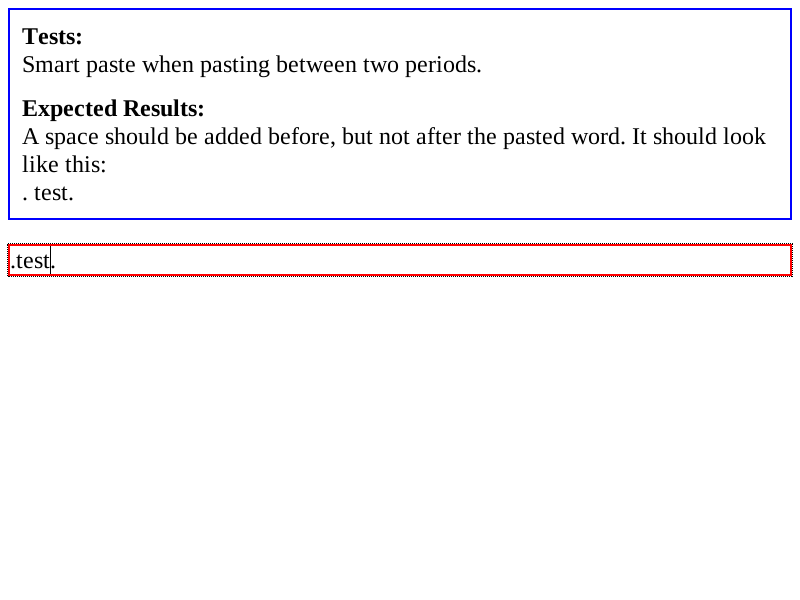 Tests:
Smart paste when pasting between two periods.
Expected Results:
A space should be added before, but not after the pasted word. It should look
like this:
. test.
.test.